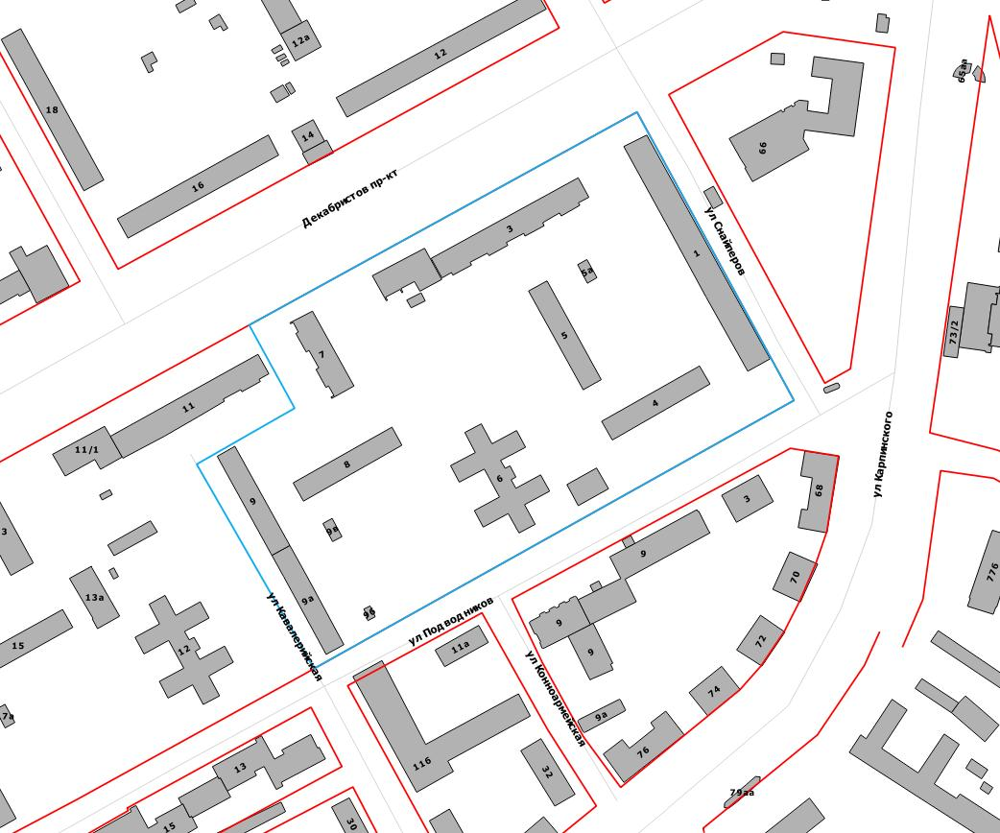 12а
12
65аа
18
14
66
16
Декабристов пр-кт
3
ул Снайперов
1
5а
73/2
7
5
11
4
11/1
ул Карпинского
8
6
9
68
3
3
9в
9
70
13а
9а
9б
ул Подводников
9
72
15
12
11а
9
ул Кавалерийская
ул Конноармейская
776
74
7а
9а
76
13
11б
32
79аа
15
30